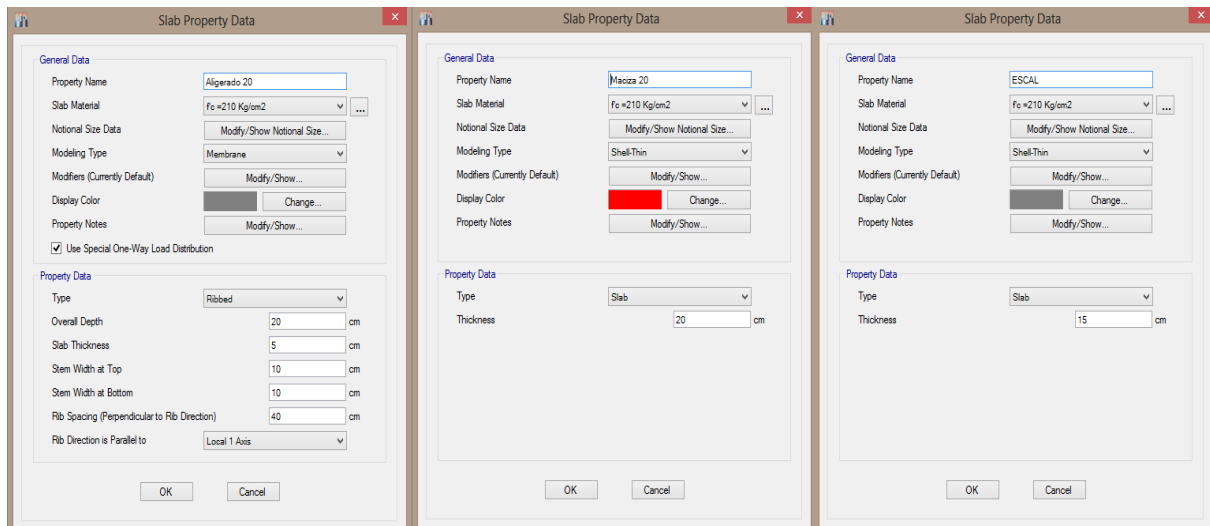 Slab Property Data
x
General Data
Property Name Aligerado 20
Slab Material f'c =210 Kg/cm2 ...
Notional Size Data Modify/Show Notional Size...
Modeling Type Membrane
Modifiers (Currently Default) Modify/Show...
Display Color Change...
Property Notes Modify/Show...
Use Special One-Way Load Distribution
Property Data
Type Ribbed
Overall Depth 20 cm
Slab Thickness 5 cm
Stem Width at Top 10 cm
Stem Width at Bottom 10 cm
Rib Spacing (Perpendicular to Rib Direction) 40 cm
Rib Direction is Parallel to Local 1 Axis
OK Cancel
Slab Property Data
x
General Data
Property Name Maciza 20
Slab Material f'c =210 Kg/cm2 ...
Notional Size Data Modify/Show Notional Size...
Modeling Type Shell-Thin
Modifiers (Currently Default) Modify/Show...
Display Color Change...
Property Notes Modify/Show...
Property Data
Type Slab
Thickness 20 cm
OK Cancel
Slab Property Data
x
General Data
Property Name ESCAL
Slab Material f'c =210 Kg/cm2 ...
Notional Size Data Modify/Show Notional Size...
Modeling Type Shell-Thin
Modifiers (Currently Default) Modify/Show...
Display Color Change...
Property Notes Modify/Show...
Property Data
Type Slab
Thickness 15 cm
OK Cancel